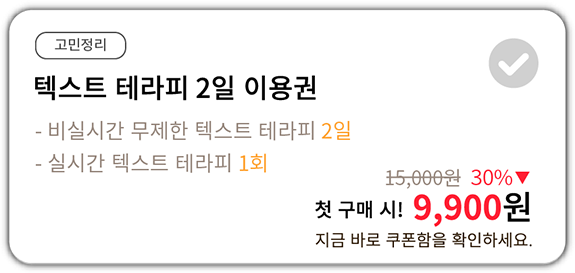 고민정리
텍스트 테라피 2일 이용권
- 비실시간 무제한 텍스트 테라피 2일
- 실시간 텍스트 테라피 1회
15,000원 30%▼
첫 구매 시! 9,900원
지금 바로 쿠폰함을 확인하세요.